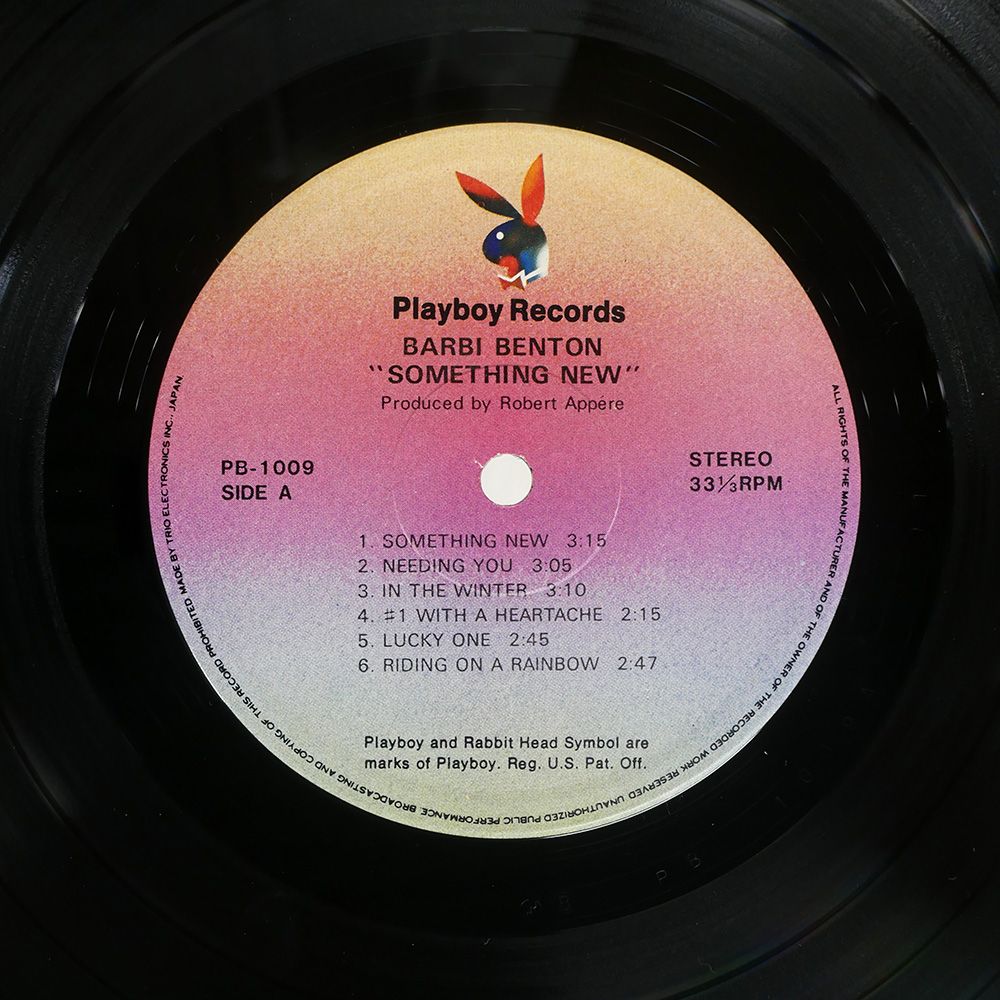 Playboy Records
BARBI BENTON
"SOMETHING NEW"
Produced by Robert Appére
PB-1009
SIDE A
STEREO
33⅓RPM
1. SOMETHING NEW 3:15
2. NEEDING YOU 3:05
3. IN THE WINTER 3:10
4. #1 WITH A HEARTACHE 2:15
5. LUCKY ONE 2:45
6. RIDING ON A RAINBOW 2:47
Playboy and Rabbit Head Symbol are
marks of Playboy. Reg. U.S. Pat. Off.
ALL RIGHTS OF THE MANUFACTURER AND OF THE OWNER OF THE RECORDED WORK RESERVED UNAUTHORIZED PUBLIC PERFORMANCE BROADCASTING AND COPYING OF THIS RECORD PROHIBITED MADE BY TRIO ELECTRONICS INC., JAPAN